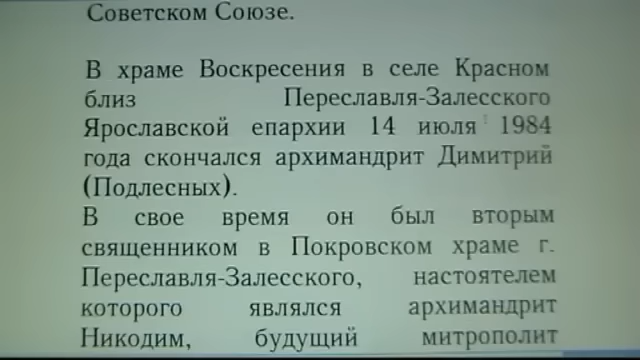 Советском Союзе.
В храме Воскресения в селе Красном
близ Переславля-Залесского
Ярославской епархии 14 июля 1984
года скончался архимандрит Димитрий
(Подлесных).
В свое время он был вторым
священником в Покровском храме г.
Переславля-Залесского, настоятелем
которого являлся архимандрит
Никодим, будущий митрополит